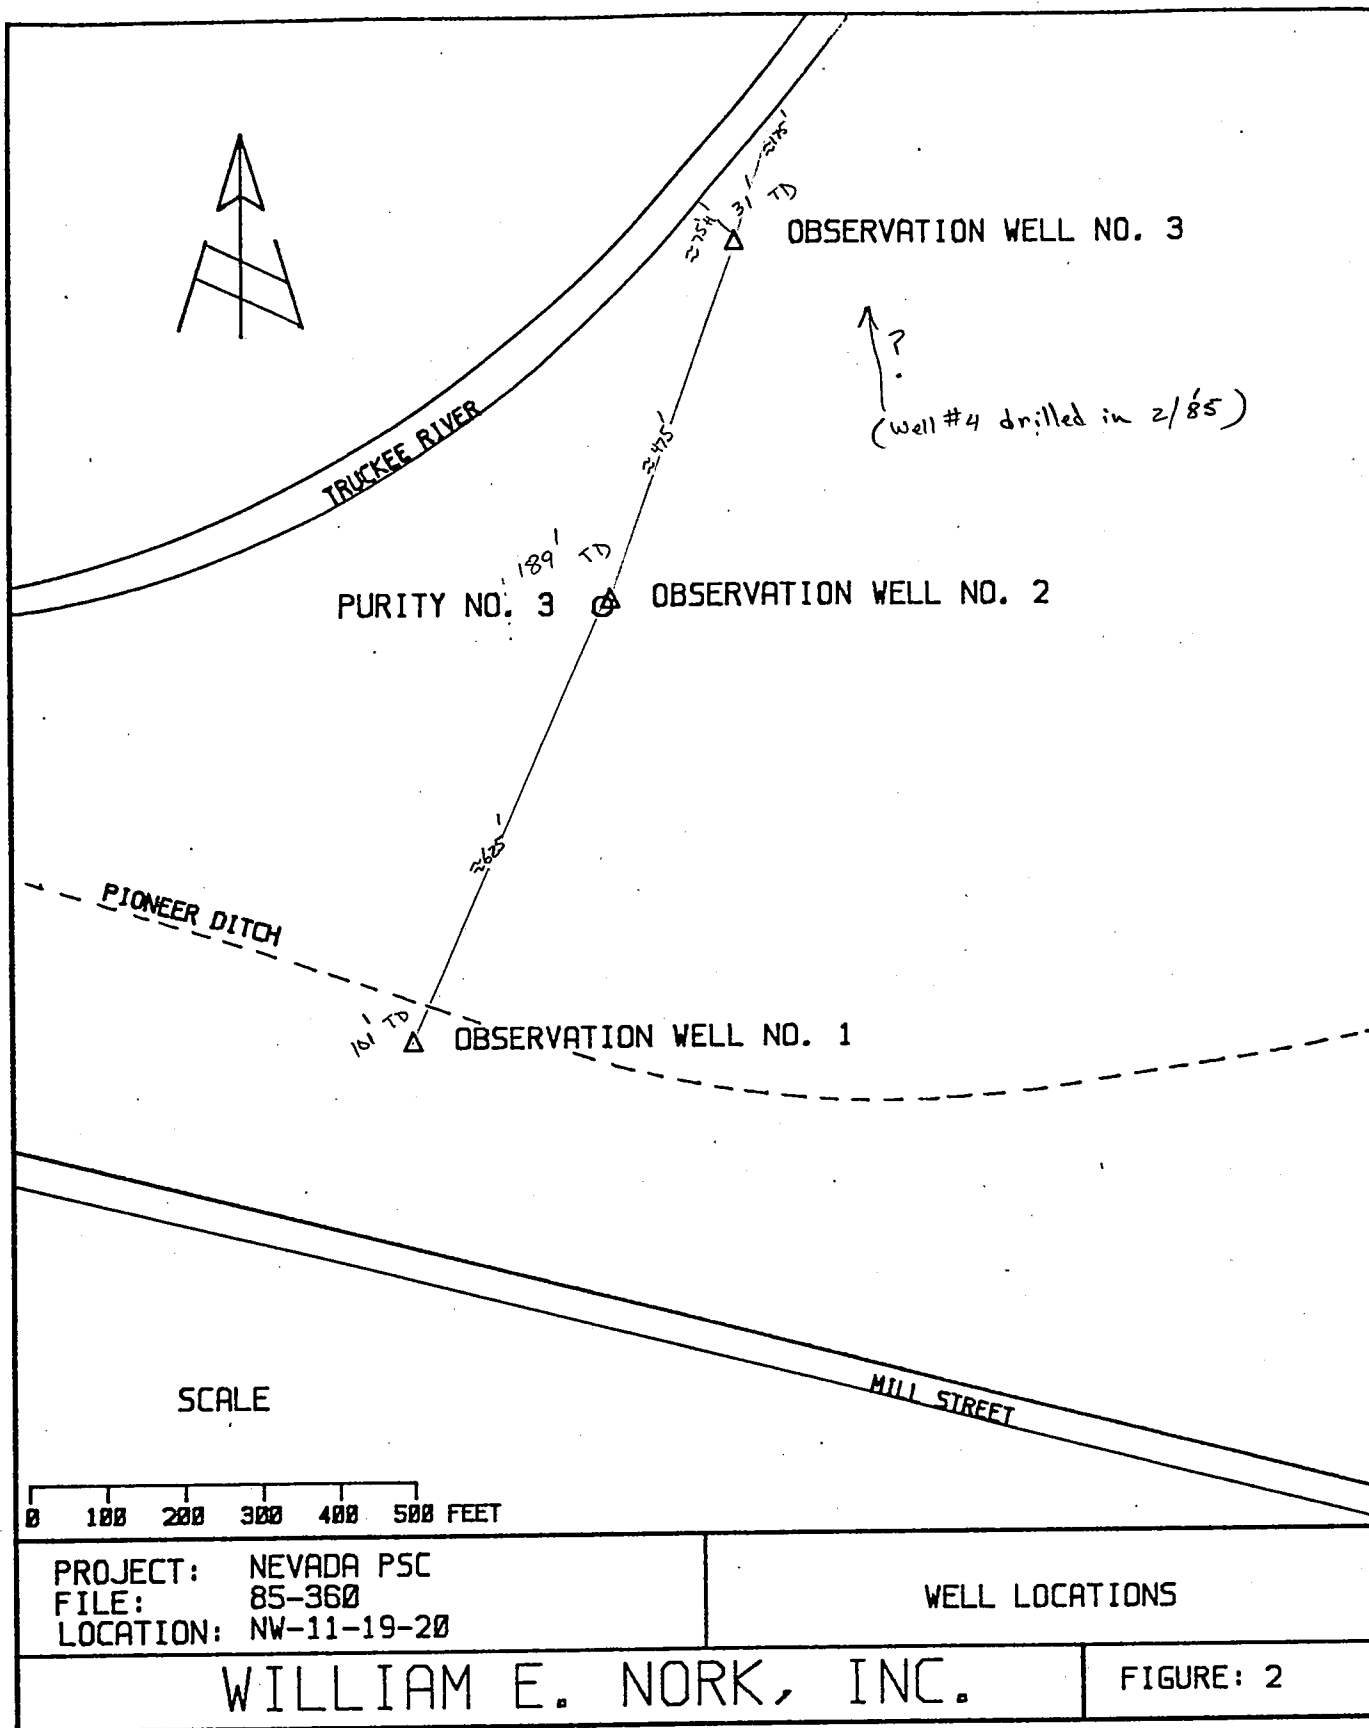 ≈175'
31' TD
≈75'
OBSERVATION WELL NO. 3
?
(Well #4 drilled in 2/85)
≈475'
TRUCKEE RIVER
189' TD
PURITY NO. 3
OBSERVATION WELL NO. 2
≈625'
PIONEER DITCH
101' TD
OBSERVATION WELL NO. 1
MILL STREET
SCALE
0 100 200 300 400 500 FEET
PROJECT: NEVADA PSC
FILE: 85-360
LOCATION: NW-11-19-20
WELL LOCATIONS
WILLIAM E. NORK, INC.
FIGURE: 2